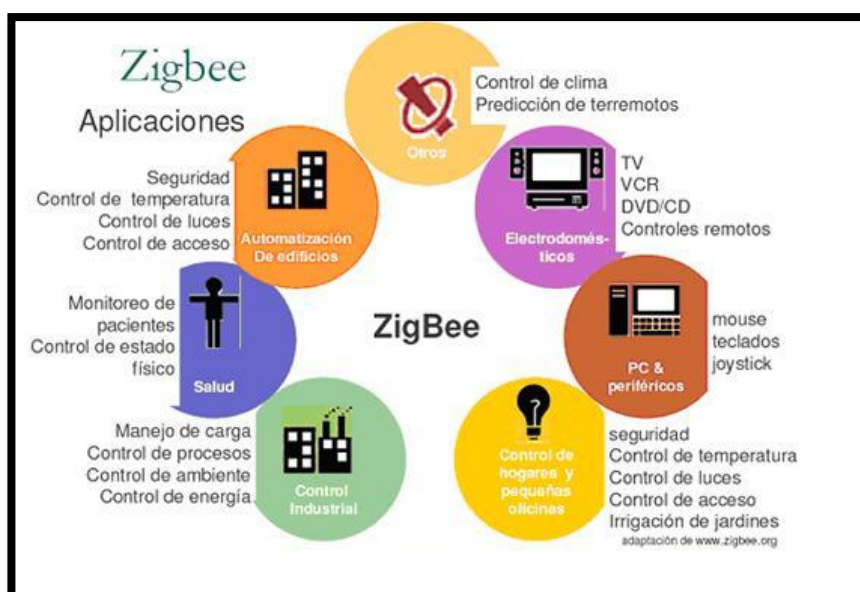 Zigbee
Aplicaciones
Otros
Control de clima
Predicción de terremotos
Seguridad
Control de temperatura
Control de luces
Control de acceso
Automatización
De edificios
TV
VCR
DVD/CD
Controles remotos
Electrodomés-
ticos
Monitoreo de
pacientes
Control de estado
físico
Salud
ZigBee
mouse
teclados
joystick
PC &
periféricos
Manejo de carga
Control de procesos
Control de ambiente
Control de energía
Control
Industrial
Control de
hogares y
pequeñas
oficinas
seguridad
Control de temperatura
Control de luces
Control de acceso
Irrigación de jardines
adaptación de www.zigbee.org